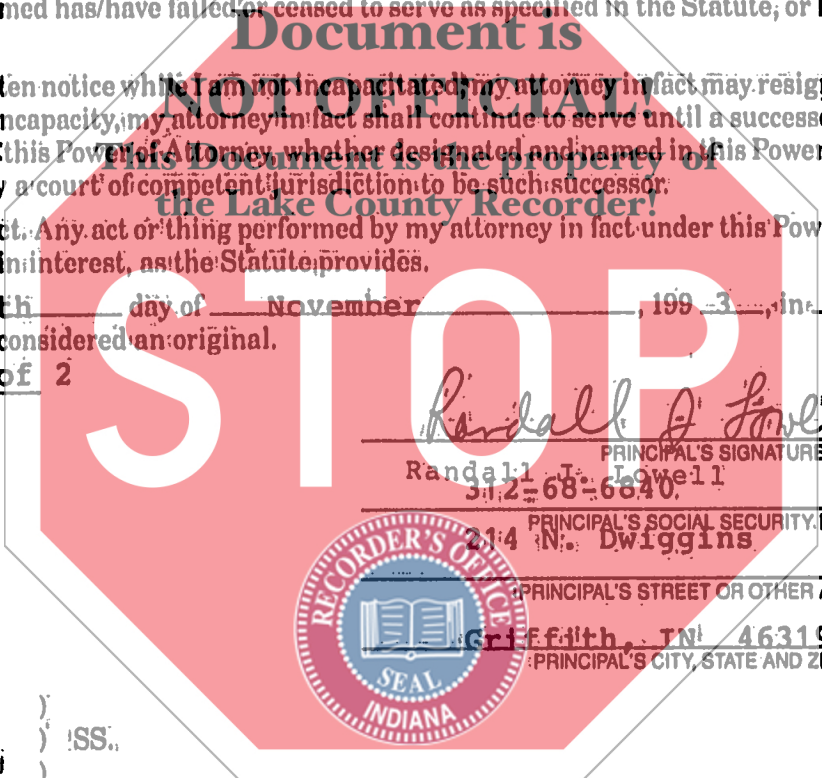 med has/have failed or ceased to serve as specified in the Statute, or
Document is
ten notice while I am not incapacitated; my attorney in fact may resig
NOT OFFICIAL!
ncapacity, my attorney in fact shall continue to serve until a success
this Power of Attorney, whether designated and named in this Power
This Document is the property of
a court of competent jurisdiction to be such successor.
the Lake County Recorder!
ct. Any act or thing performed by my attorney in fact under this Pow
in interest, as the Statute provides.
th day of November, 199 3, in
considered an original.
STOP
of 2
Randall J Lowel
PRINCIPAL'S SIGNATURE
Randall J. Lowell
312-68-6840
PRINCIPAL'S SOCIAL SECURITY
214 N. Dwiggins
PRINCIPAL'S STREET OR OTHER
Griffith, IN 46319
PRINCIPAL'S CITY, STATE AND Z
RECORDER'S OFFICE
SEAL
INDIANA
)
) SS.
)